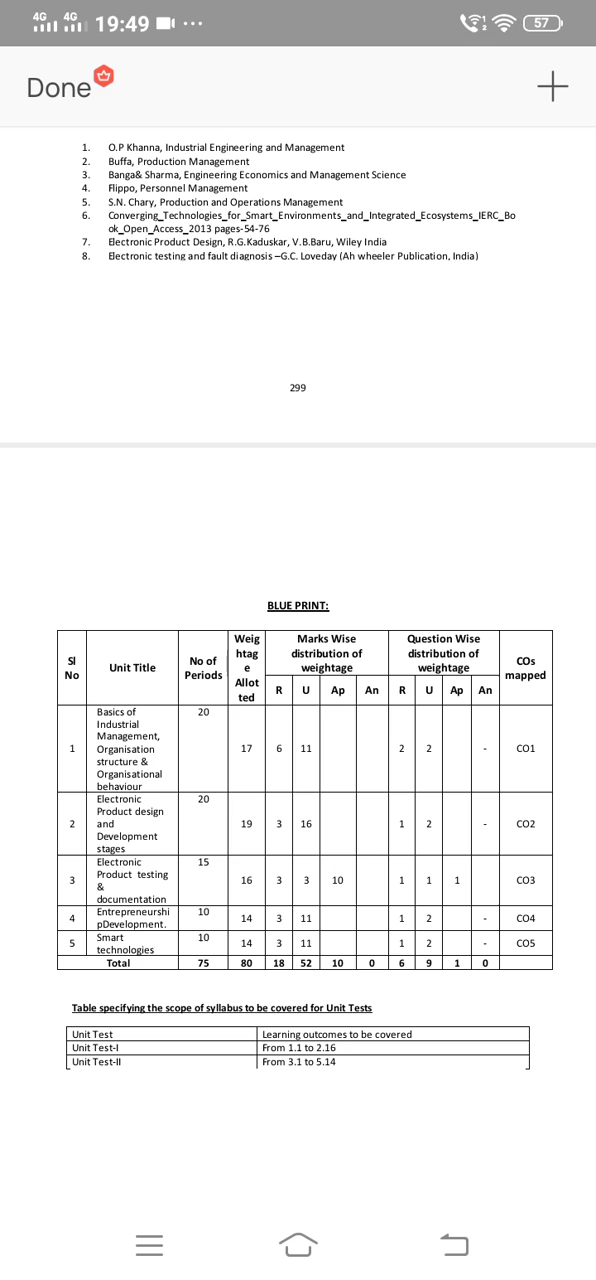 4G 4G 19:49 ... 1 2 57
Done
1. O.P Khanna, Industrial Engineering and Management
2. Buffa, Production Management
3. Banga& Sharma, Engineering Economics and Management Science
4. Flippo, Personnel Management
5. S.N. Chary, Production and Operations Management
6. Converging_Technologies_for_Smart_Environments_and_Integrated_Ecosystems_IERC_Bo
ok_Open_Access_2013 pages-54-76
7. Electronic Product Design, R.G.Kaduskar, V.B.Baru, Wiley India
8. Electronic testing and fault diagnosis –G.C. Loveday (Ah wheeler Publication, India)
299
BLUE PRINT:
Sl No Unit Title No of Periods Weig htag e Allot ted Marks Wise distribution of weightage Question Wise distribution of weightage COs mapped
R U Ap An R U Ap An
1 Basics of Industrial Management, Organisation structure & Organisational behaviour 20 17 6 11 2 2 - CO1
2 Electronic Product design and Development stages 20 19 3 16 1 2 - CO2
3 Electronic Product testing & documentation 15 16 3 3 10 1 1 1 CO3
4 Entrepreneurshi pDevelopment. 10 14 3 11 1 2 - CO4
5 Smart technologies 10 14 3 11 1 2 - CO5
Total 75 80 18 52 10 0 6 9 1 0
Table specifying the scope of syllabus to be covered for Unit Tests
Unit Test Learning outcomes to be covered
Unit Test-I From 1.1 to 2.16
Unit Test-II From 3.1 to 5.14